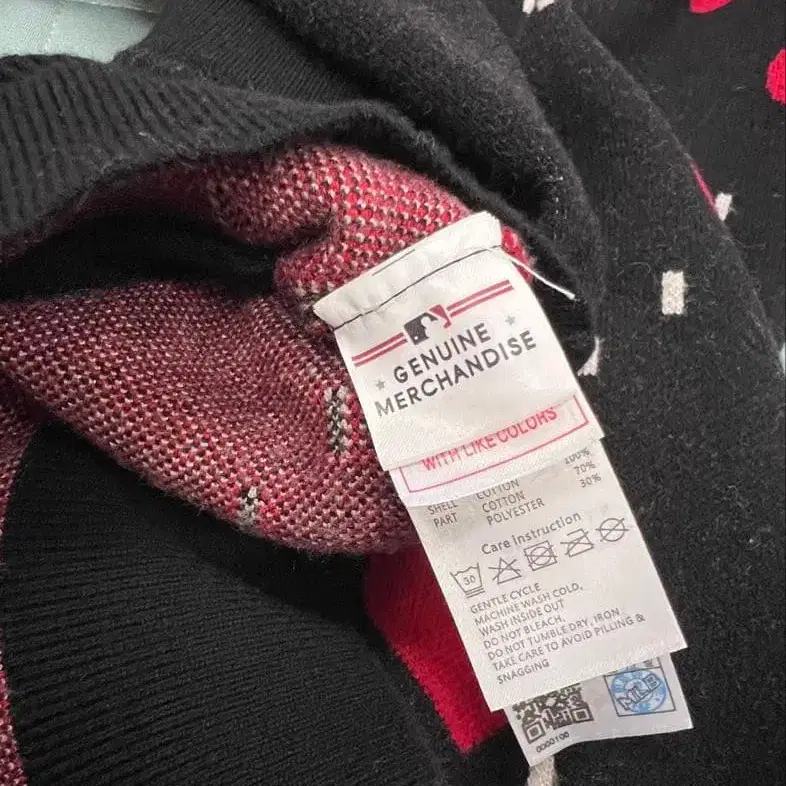 GENUINE
MERCHANDISE
WITH LIKE COLORS
100%
SHELL COTTON 70%
PART COTTON 30%
POLYESTER
Care instruction
30
GENTLE CYCLE
MACHINE WASH COLD,
WASH INSIDE OUT
DO NOT BLEACH,
DO NOT TUMBLE DRY, IRON
TAKE CARE TO AVOID PILLING &
SNAGGING
MLB
0000100